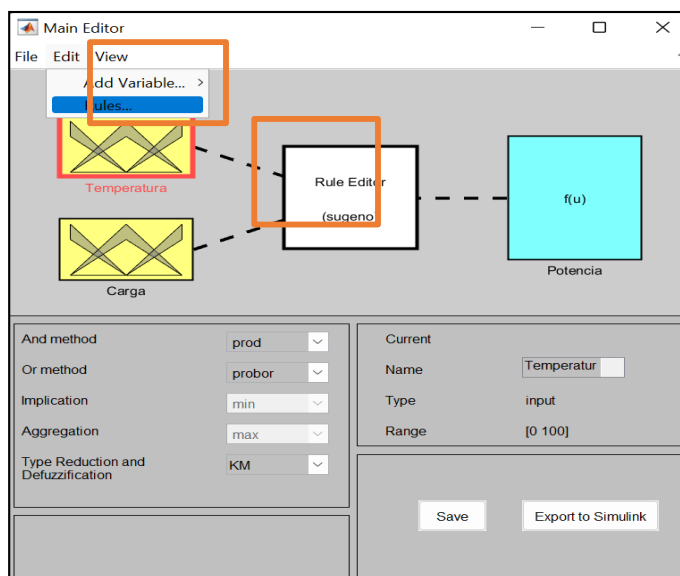 Main Editor
File Edit View
Add Variable... >
Rules...
Temperatura
Carga
Rule Editor
(sugeno)
f(u)
Potencia
And method prod
Or method probor
Implication min
Aggregation max
Type Reduction and
Defuzzification KM
Current
Name Temperatur
Type input
Range [0 100]
Save Export to Simulink